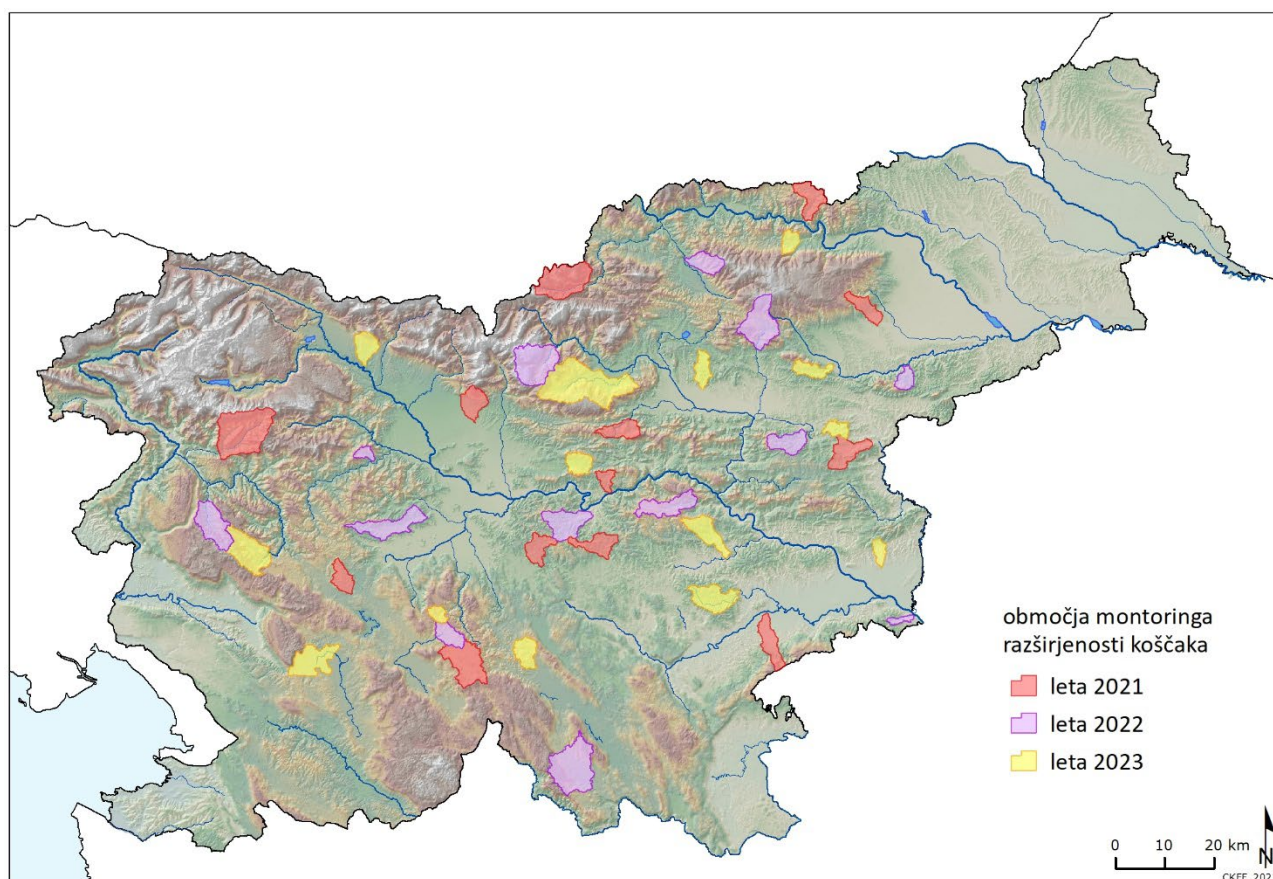 območja montoringa
razširjenosti koščaka
leta 2021
leta 2022
leta 2023
0 10 20 km
N